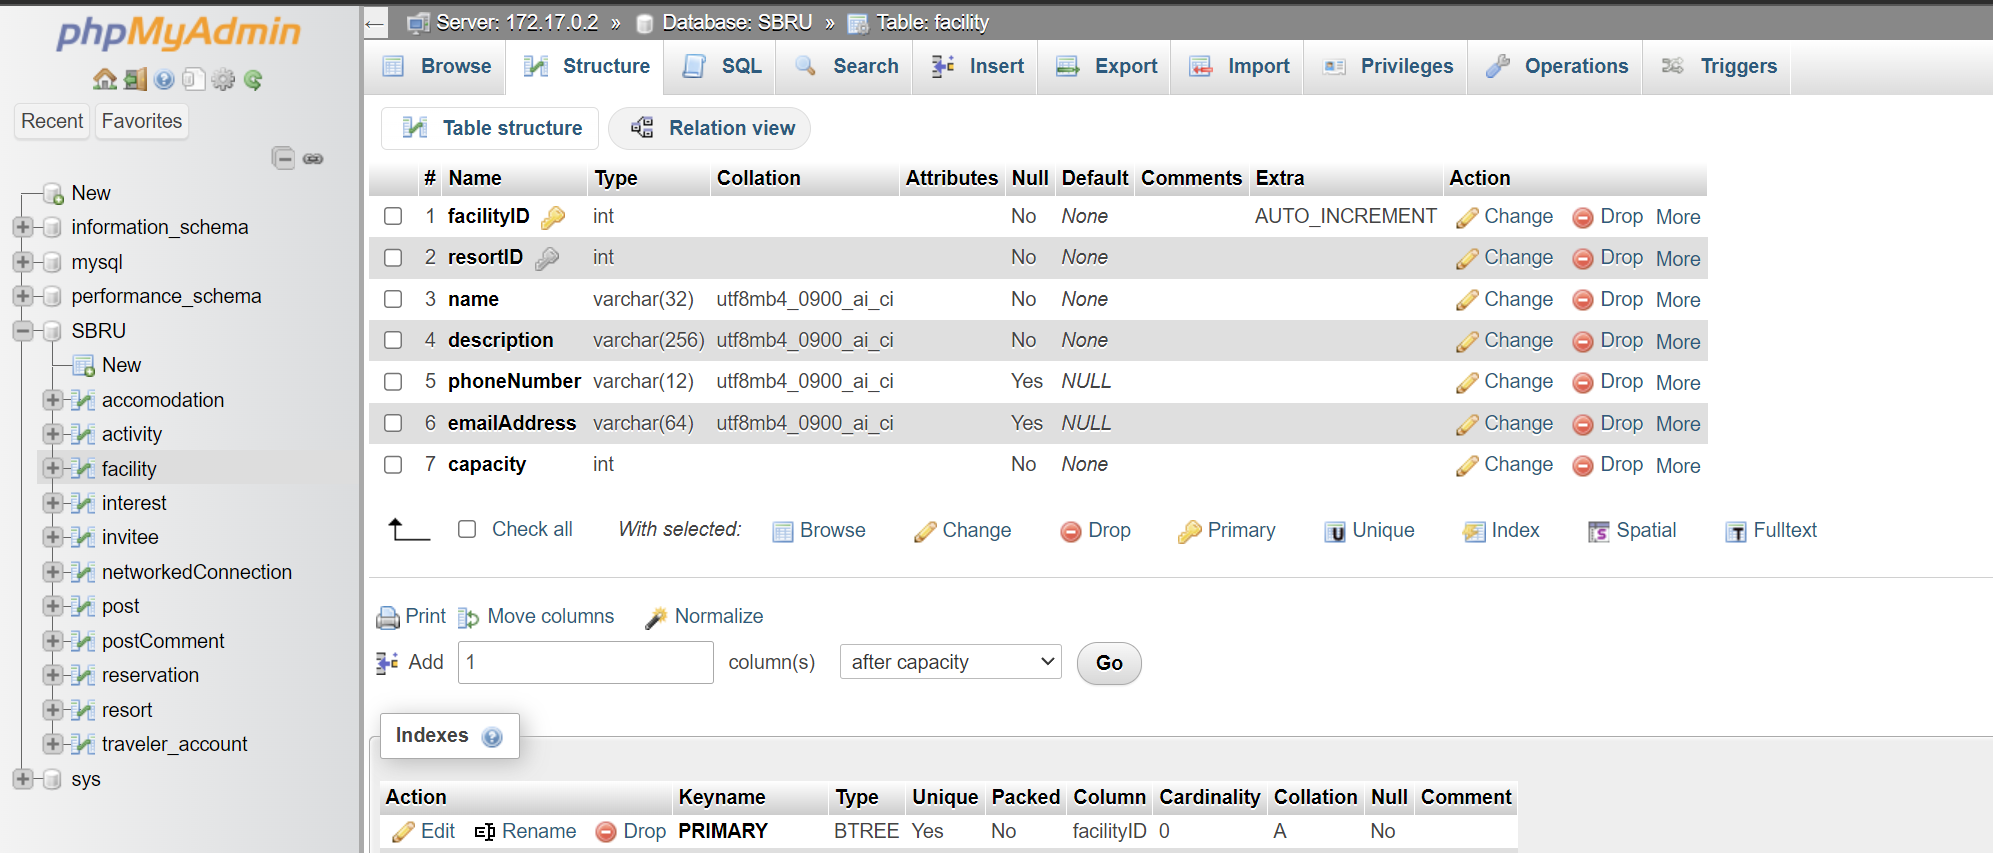 phpMyAdmin
Recent Favorites
New
information_schema
mysql
performance_schema
SBRU
New
accomodation
activity
facility
interest
invitee
networkedConnection
post
postComment
reservation
resort
traveler_account
sys
← Server: 172.17.0.2 » Database: SBRU » Table: facility
Browse Structure SQL Search Insert Export Import Privileges Operations Triggers
Table structure Relation view
# Name Type Collation Attributes Null Default Comments Extra Action
1 facilityID int No None AUTO_INCREMENT Change Drop More
2 resortID int No None Change Drop More
3 name varchar(32) utf8mb4_0900_ai_ci No None Change Drop More
4 description varchar(256) utf8mb4_0900_ai_ci No None Change Drop More
5 phoneNumber varchar(12) utf8mb4_0900_ai_ci Yes NULL Change Drop More
6 emailAddress varchar(64) utf8mb4_0900_ai_ci Yes NULL Change Drop More
7 capacity int No None Change Drop More
Check all With selected: Browse Change Drop Primary Unique Index Spatial Fulltext
Print Move columns Normalize
Add 1 column(s) after capacity Go
Indexes
Action Keyname Type Unique Packed Column Cardinality Collation Null Comment
Edit Rename Drop PRIMARY BTREE Yes No facilityID 0 A No